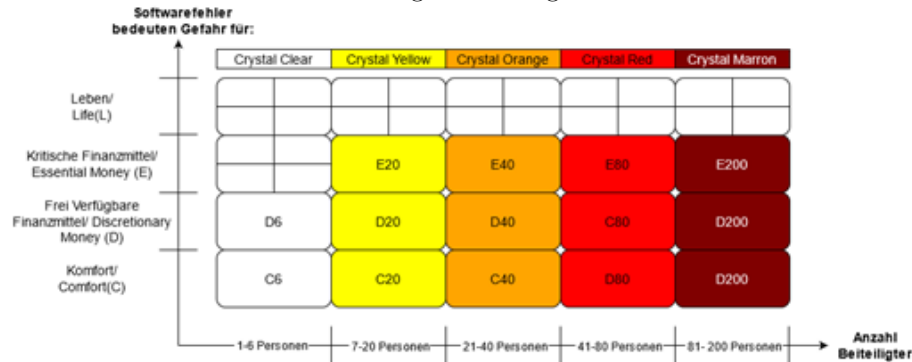 Softwarefehler
bedeuten Gefahr für:
Crystal Clear Crystal Yellow Crystal Orange Crystal Red Crystal Marron
Leben/
Life(L)
Kritische Finanzmittel/
Essential Money (E)
E20 E40 E80 E200
Frei Verfügbare
Finanzmittel/ Discretionary
Money (D)
D6 D20 D40 C80 D200
Komfort/
Comfort(C)
C6 C20 C40 D80 D200
1-6 Personen 7-20 Personen 21-40 Personen 41-80 Personen 81- 200 Personen
Anzahl
Beiteiligter